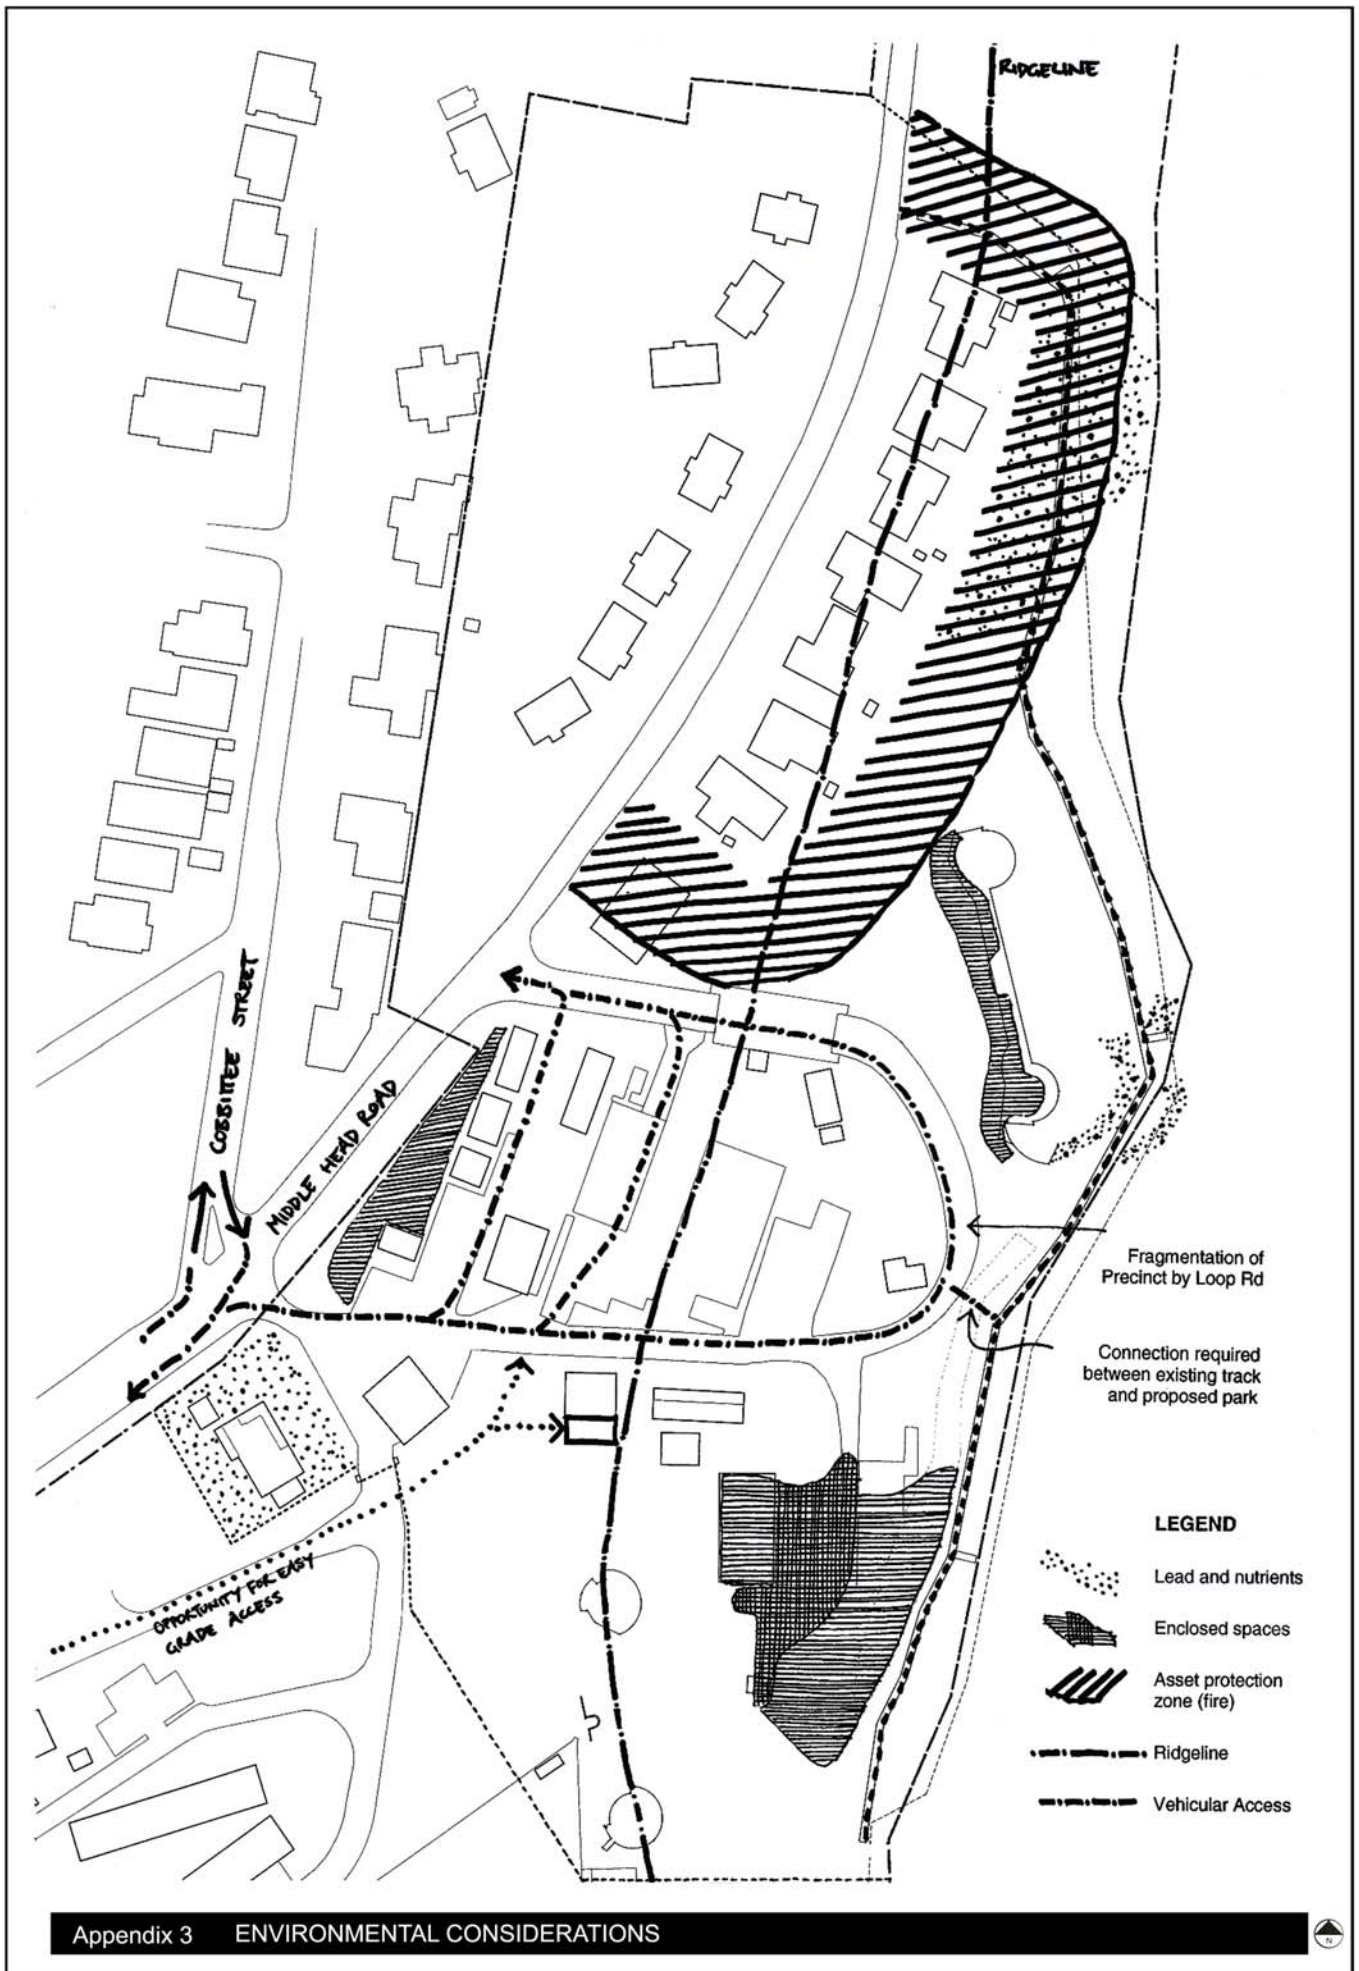 RIDGELINE
COBBITTEE STREET
MIDDLE HEAD ROAD
Fragmentation of
Precinct by Loop Rd
Connection required
between existing track
and proposed park
OPPORTUNITY FOR EASY
GRADE ACCESS
LEGEND
Lead and nutrients
Enclosed spaces
Asset protection
zone (fire)
Ridgeline
Vehicular Access
Appendix 3 ENVIRONMENTAL CONSIDERATIONS
N